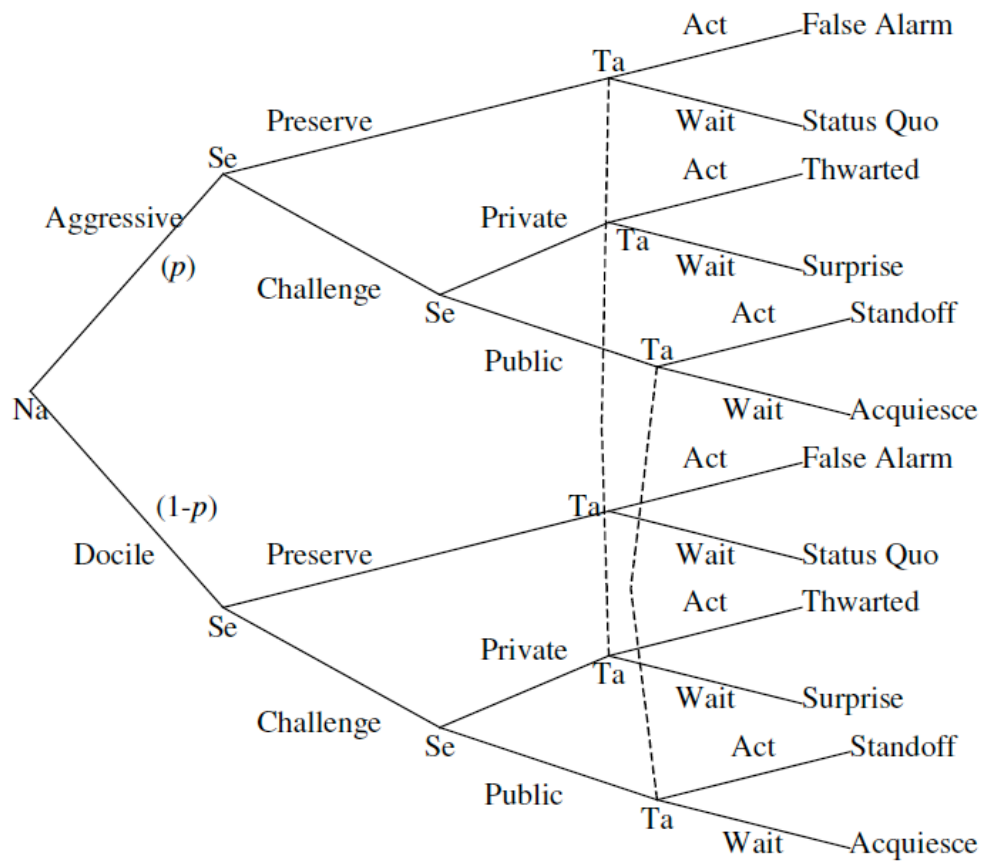 Act
False Alarm
Ta
Preserve
Wait
Status Quo
Se
Act
Thwarted
Aggressive
Private
Ta
(p)
Wait
Surprise
Challenge
Se
Act
Standoff
Public
Ta
Na
Wait
Acquiesce
Act
False Alarm
(1-p)
Ta
Docile
Preserve
Wait
Status Quo
Se
Act
Thwarted
Private
Ta
Wait
Surprise
Challenge
Se
Act
Standoff
Public
Ta
Wait
Acquiesce